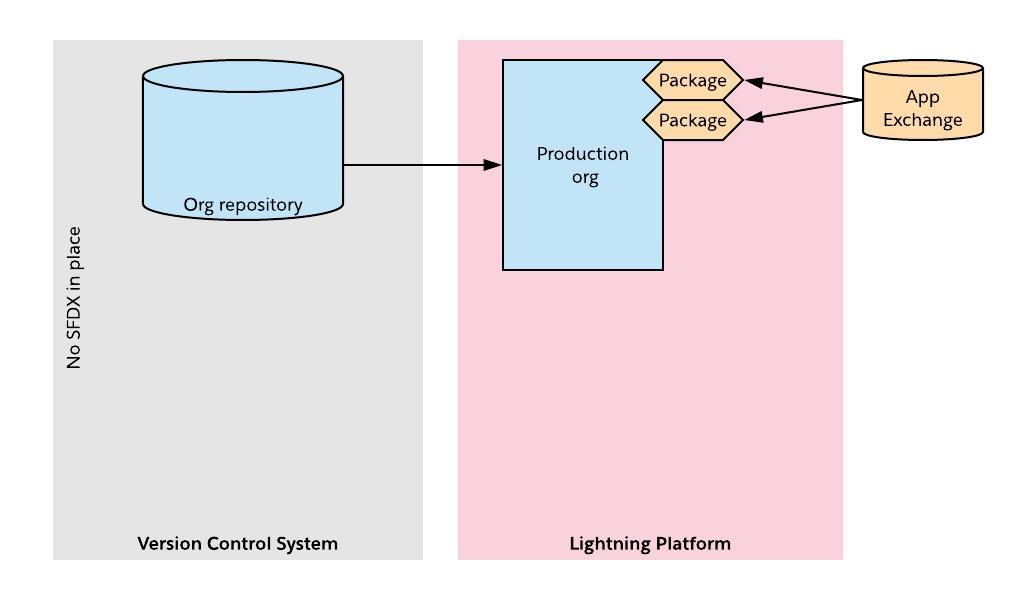 Package
Package
App
Exchange
Production
org
Org repository
No SFDX in place
Version Control System
Lightning Platform